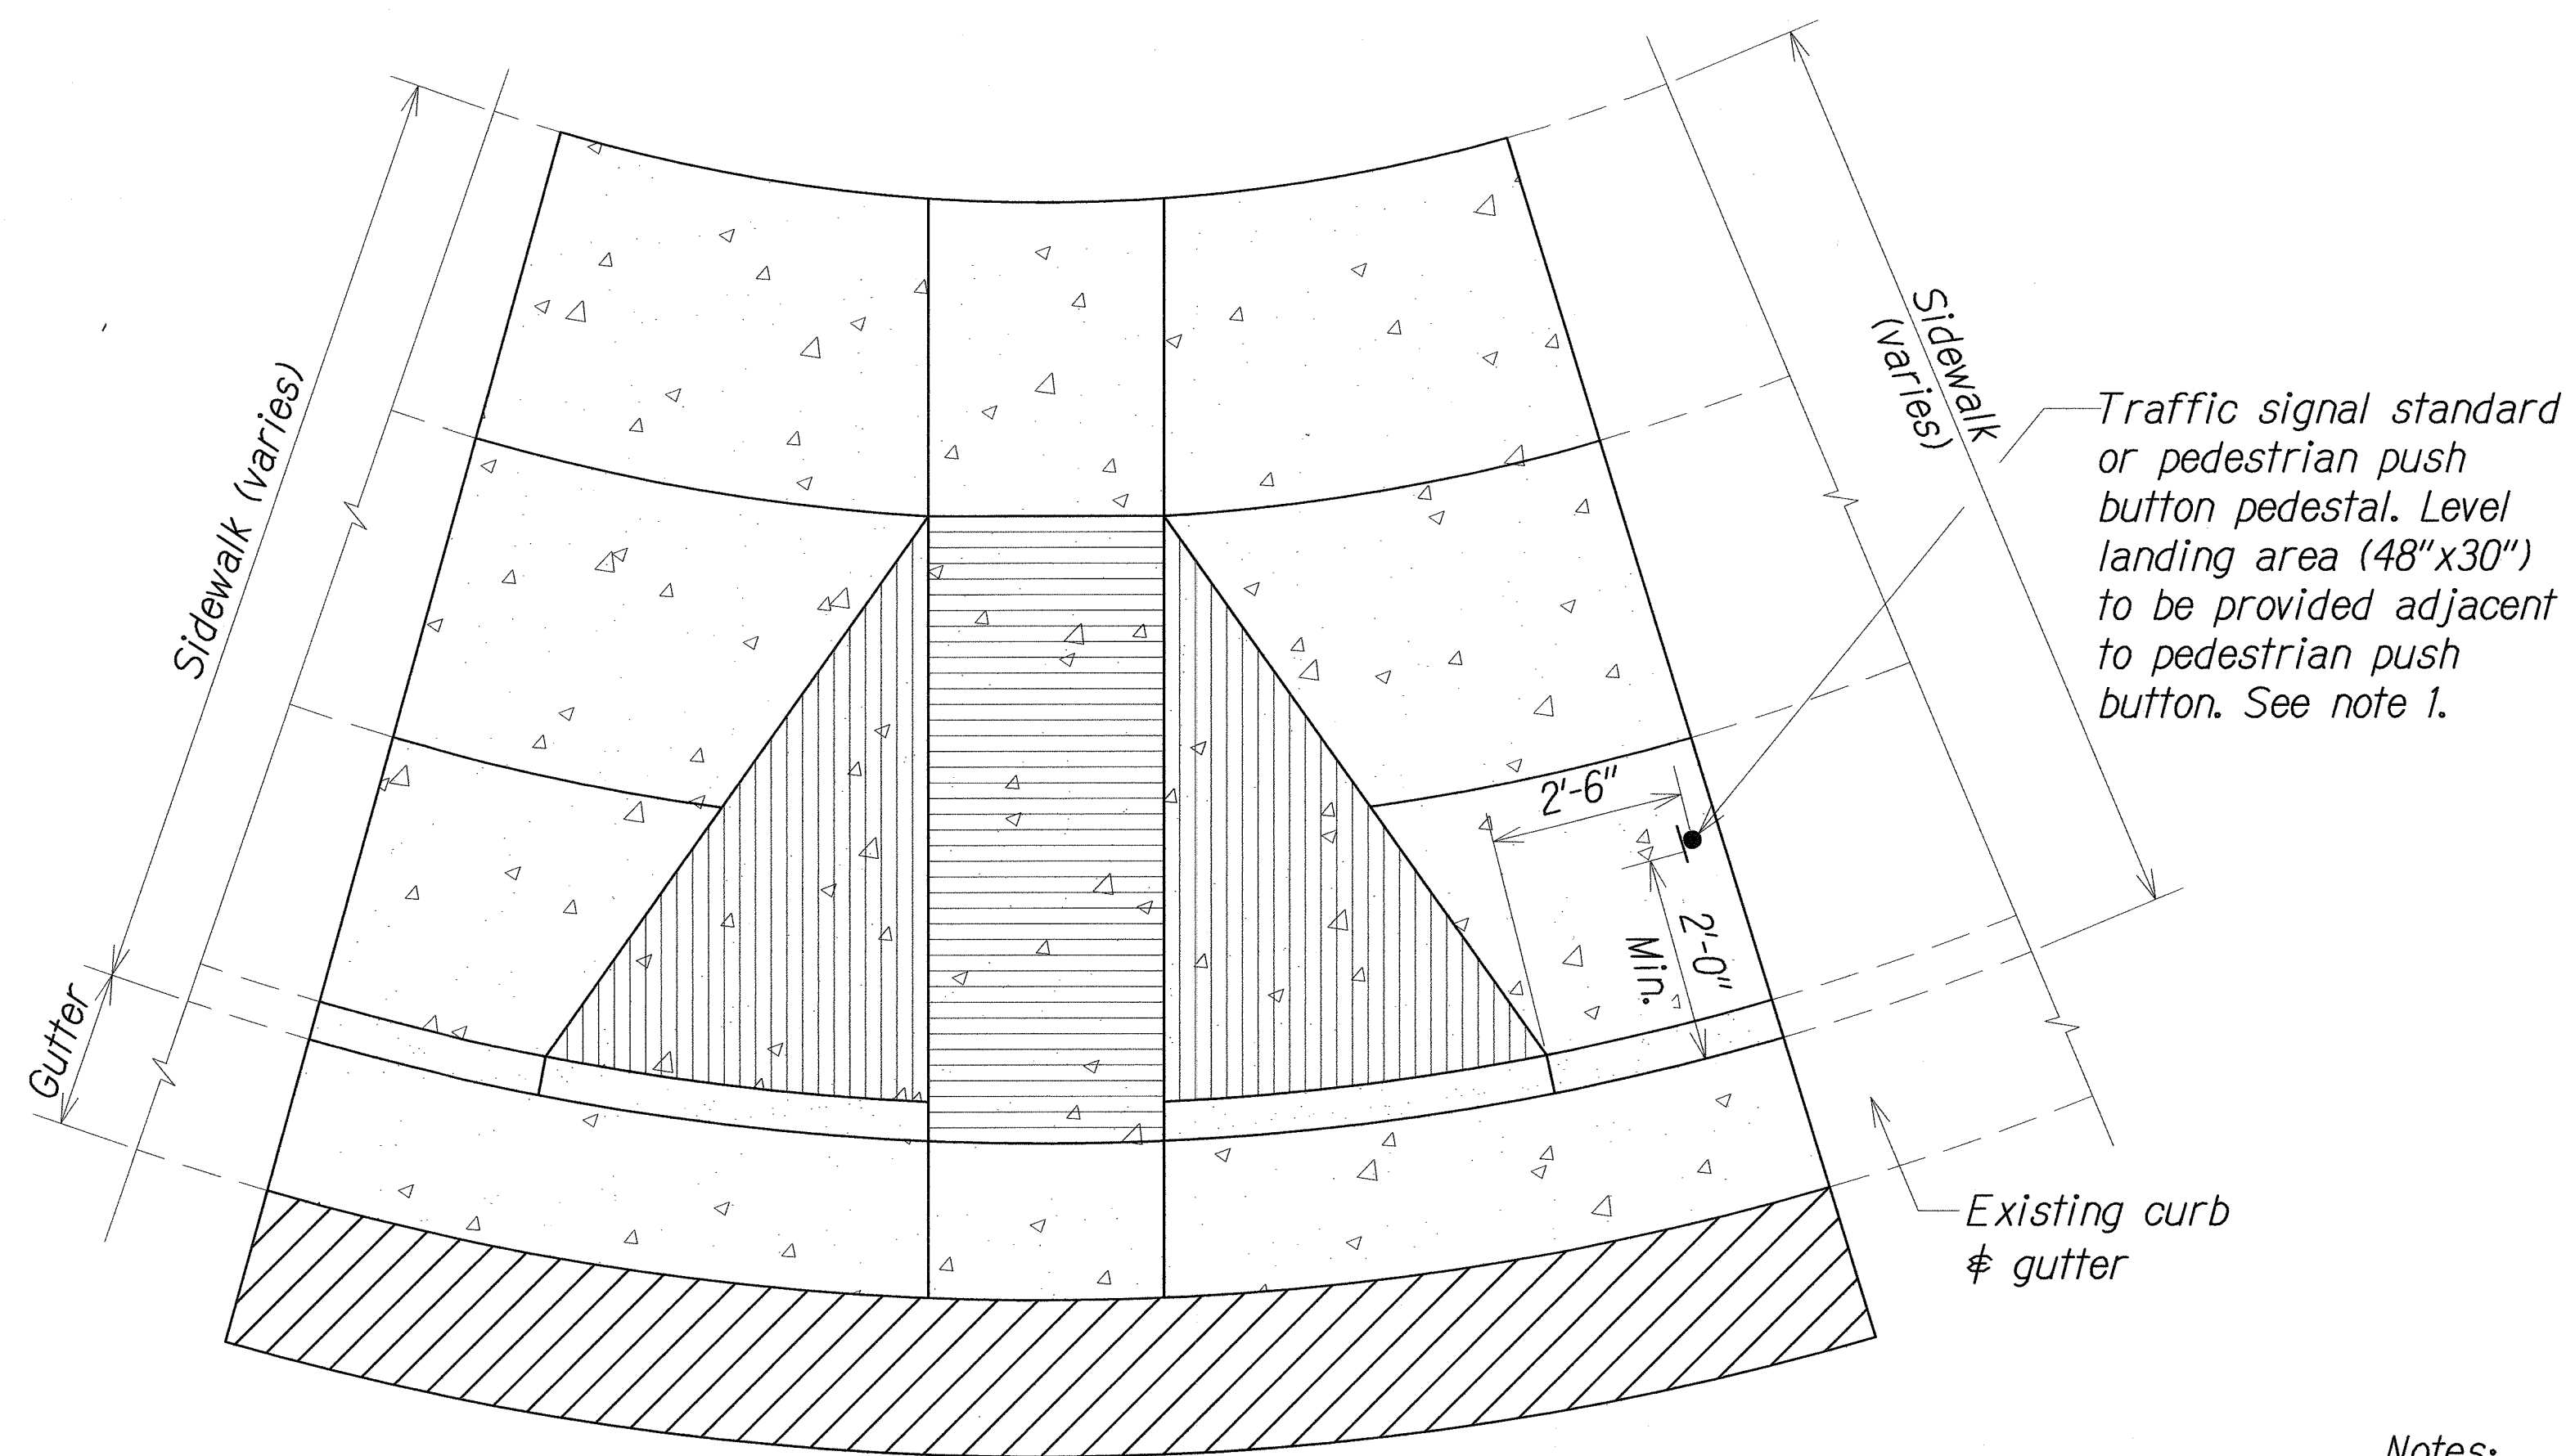 Sidewalk (varies)
Gutter
Sidewalk
(varies)
Traffic signal standard
or pedestrian push
button pedestal. Level
landing area (48"x30")
to be provided adjacent
to pedestrian push
button. See note 1.
2'-6"
2'-0"
Min.
Existing curb
& gutter
Notes: